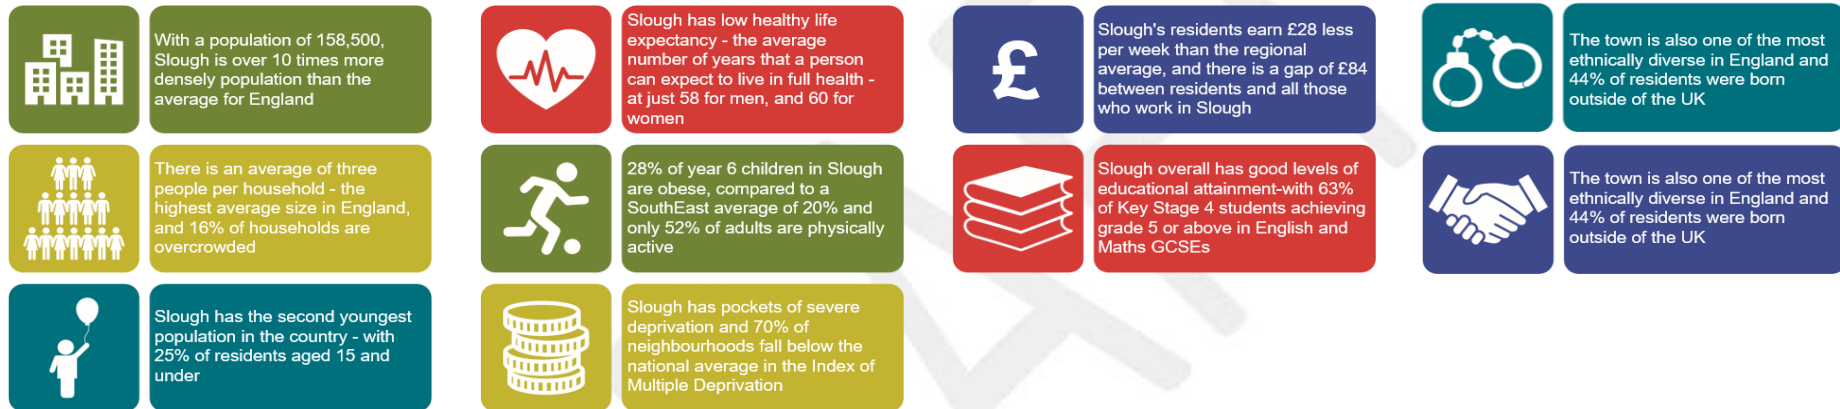 With a population of 158,500,
Slough is over 10 times more
densely population than the
average for England
There is an average of three
people per household - the
highest average size in England,
and 16% of households are
overcrowded
Slough has the second youngest
population in the country - with
25% of residents aged 15 and
under
Slough has low healthy life
expectancy - the average
number of years that a person
can expect to live in full health -
at just 58 for men, and 60 for
women
28% of year 6 children in Slough
are obese, compared to a
SouthEast average of 20% and
only 52% of adults are physically
active
Slough has pockets of severe
deprivation and 70% of
neighbourhoods fall below the
national average in the Index of
Multiple Deprivation
£
Slough's residents earn £28 less
per week than the regional
average, and there is a gap of £84
between residents and all those
who work in Slough
Slough overall has good levels of
educational attainment-with 63%
of Key Stage 4 students achieving
grade 5 or above in English and
Maths GCSEs
The town is also one of the most
ethnically diverse in England and
44% of residents were born
outside of the UK
The town is also one of the most
ethnically diverse in England and
44% of residents were born
outside of the UK